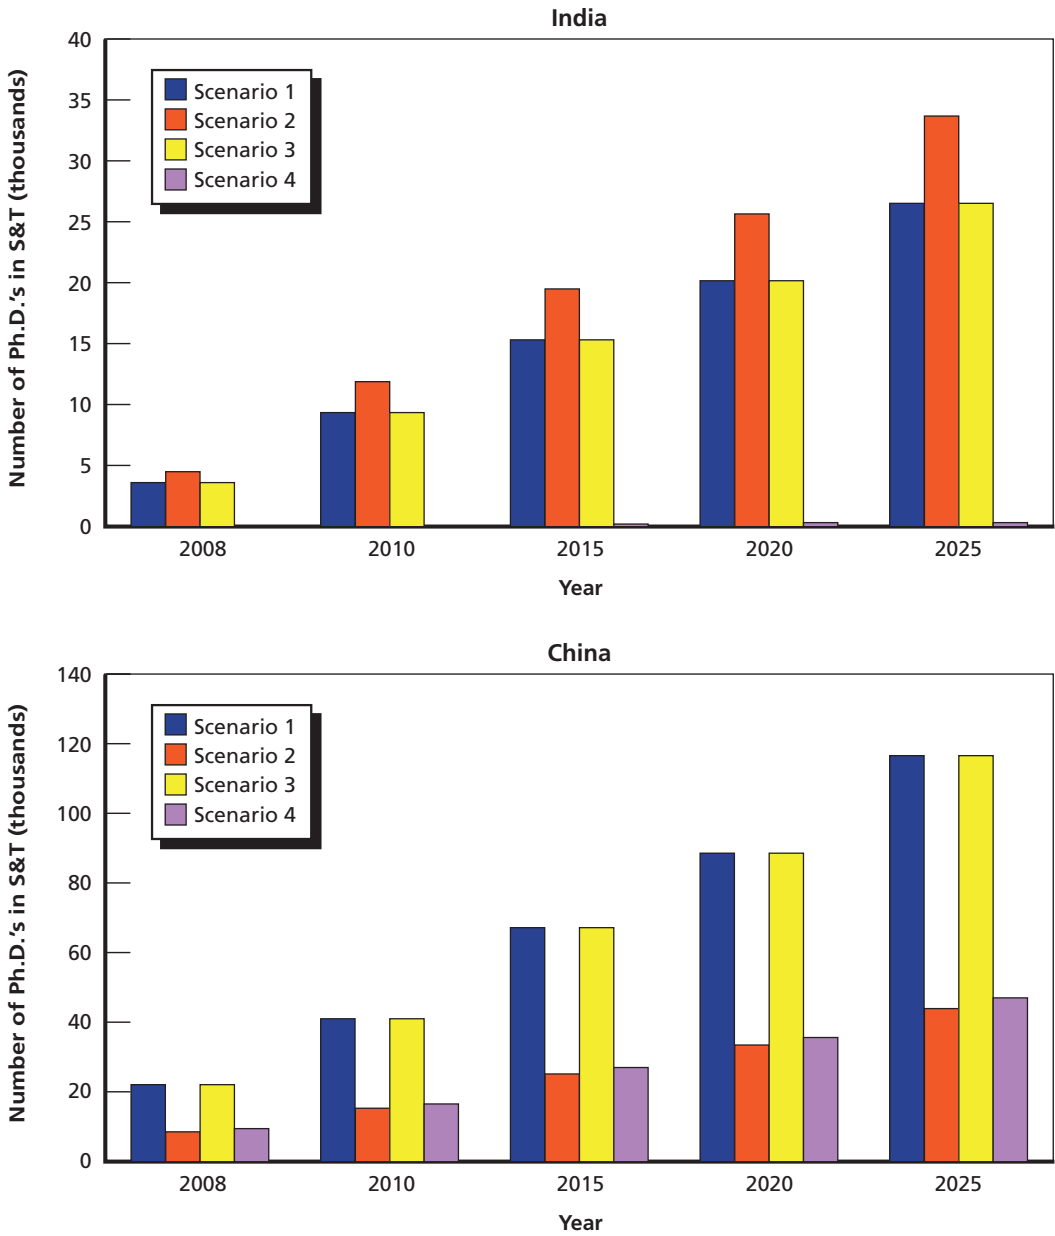 India
Number of Ph.D.'s in S&T (thousands)
40
35
30
25
20
15
10
5
0
Scenario 1
Scenario 2
Scenario 3
Scenario 4
2008 2010 2015 2020 2025
Year
China
Number of Ph.D.'s in S&T (thousands)
140
120
100
80
60
40
20
0
Scenario 1
Scenario 2
Scenario 3
Scenario 4
2008 2010 2015 2020 2025
Year